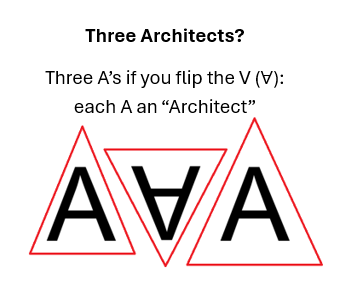 Three Architects?
Three A’s if you flip the V (Ɐ):
each A an “Architect”
A Ɐ A